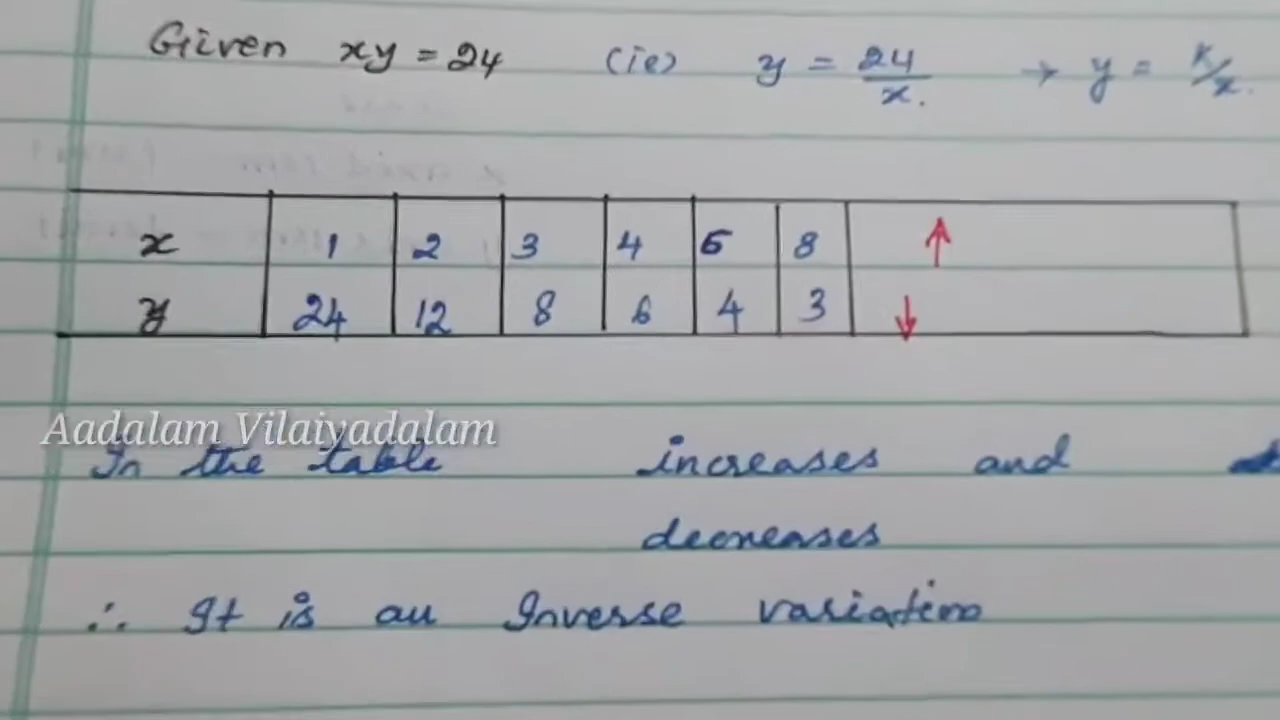 Given xy = 24 (ie) y = 24/x. → y = K/x.
x 1 2 3 4 6 8 ↑
y 24 12 8 6 4 3 ↓
Aadalam Vilaiyadalam
In the table increases and
decreases
∴ It is an Inverse variation